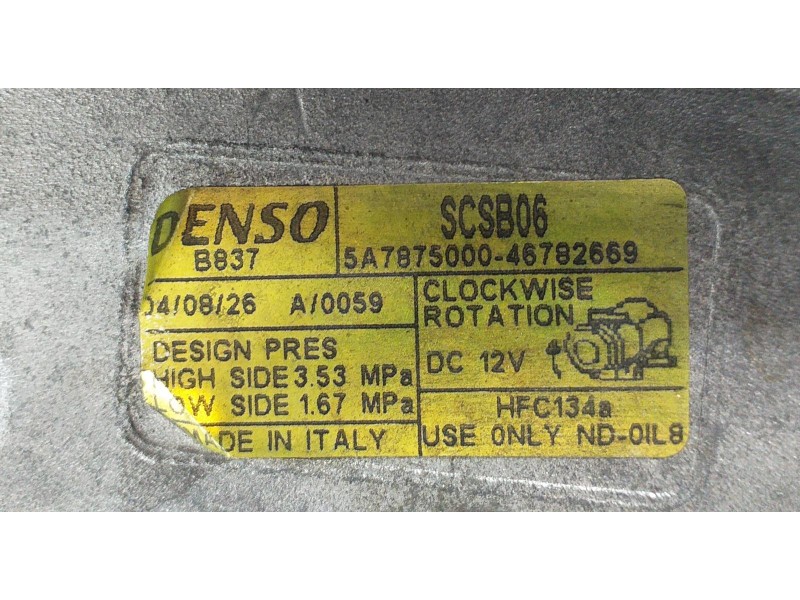 DENSO
B837
SCSB06
5A7875000-46782669
04/08/26 A/0059
CLOCKWISE
ROTATION
DC 12V
DESIGN PRES
HIGH SIDE 3.53 MPa
LOW SIDE 1.67 MPa
HFC134a
MADE IN ITALY
USE ONLY ND-OIL8